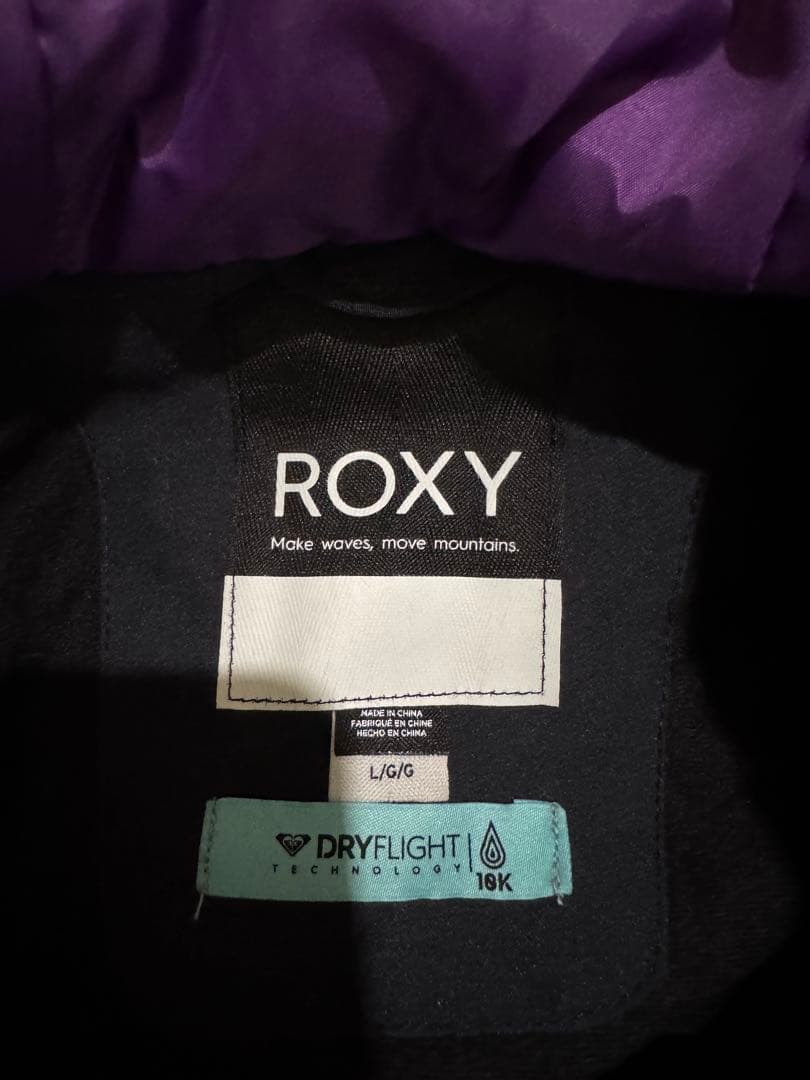 ROXY
Make waves, move mountains.
MADE IN CHINA
FABRIQUÉ EN CHINE
HECHO EN CHINA
L/G/G
DRYFLIGHT
TECHNOLOGY
10K